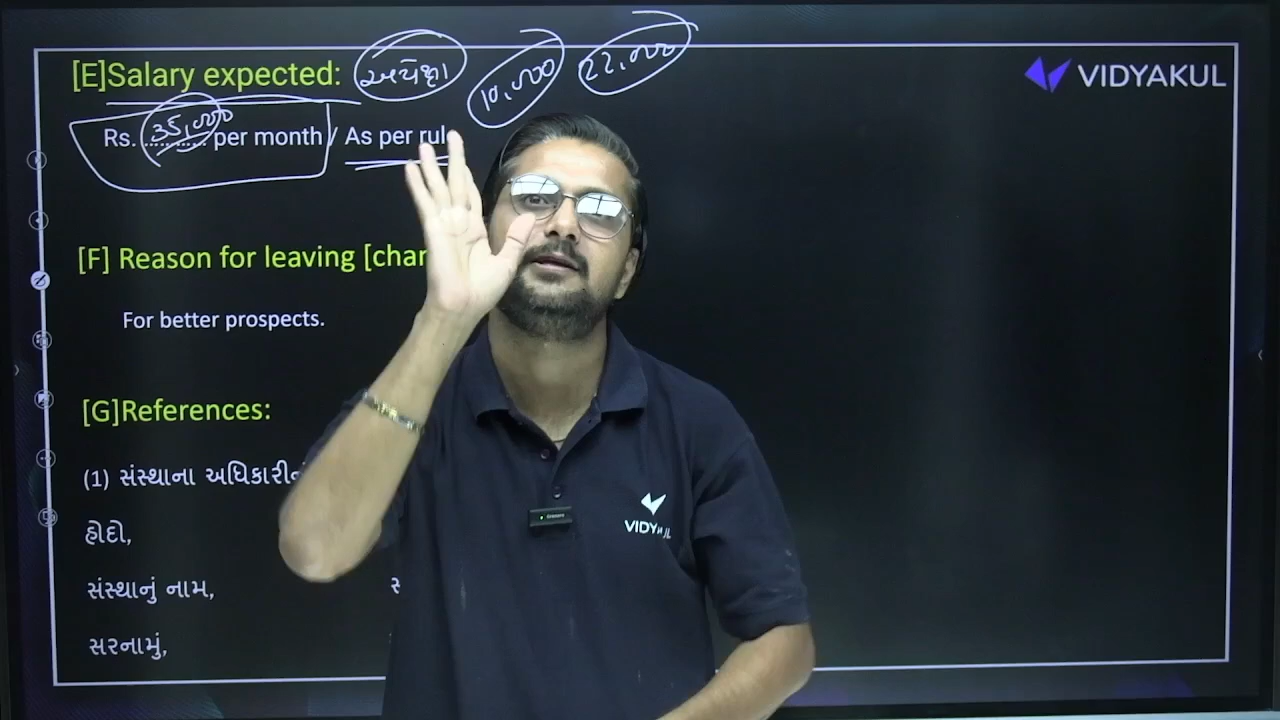 [E]Salary expected: અપેક્ષા 10,000 22,000
VIDYAKUL
Rs. 35,000 per month / As per rul
[F] Reason for leaving [char
For better prospects.
[G]References:
(1) સંસ્થાના અધિકારીનું
હોદો,
સંસ્થાનું નામ,
સરનામું,
VIDYAKUL